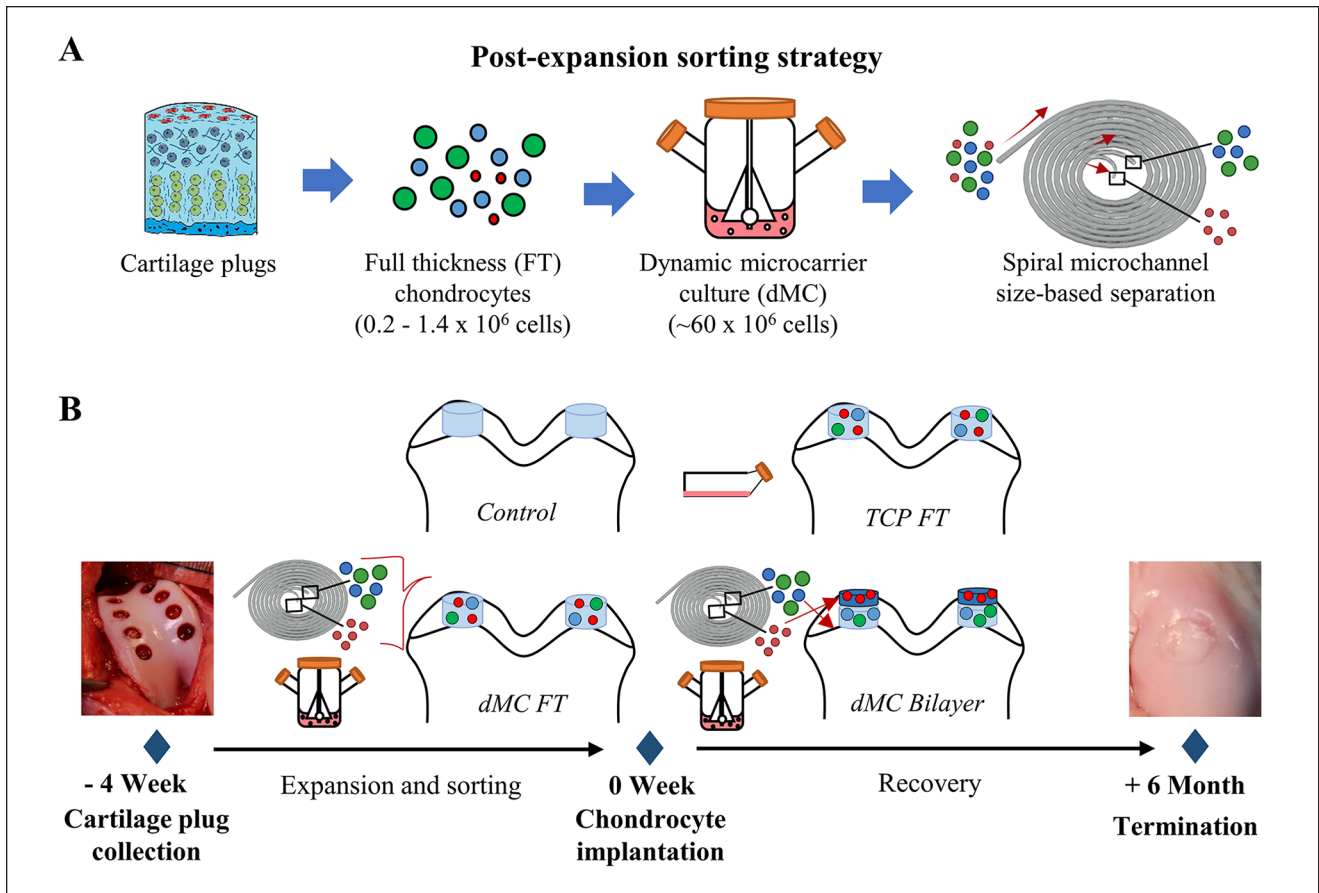 A
Post-expansion sorting strategy
Cartilage plugs
Full thickness (FT)
chondrocytes
(0.2 - 1.4 x 10⁶ cells)
Dynamic microcarrier
culture (dMC)
(~60 x 10⁶ cells)
Spiral microchannel
size-based separation
B
Control
TCP FT
dMC FT
dMC Bilayer
- 4 Week
Cartilage plug
collection
Expansion and sorting
0 Week
Chondrocyte
implantation
Recovery
+ 6 Month
Termination